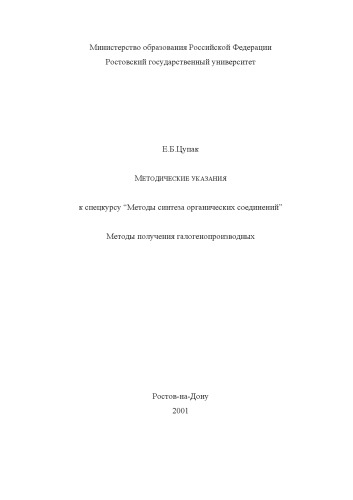 Министерство образования Российской Федерации
Ростовский государственный университет
Е.Б.Цупак
МЕТОДИЧЕСКИЕ УКАЗАНИЯ
к спецкурсу “Методы синтеза органических соединений”
Методы получения галогенопроизводных
Ростов-на-Дону
2001